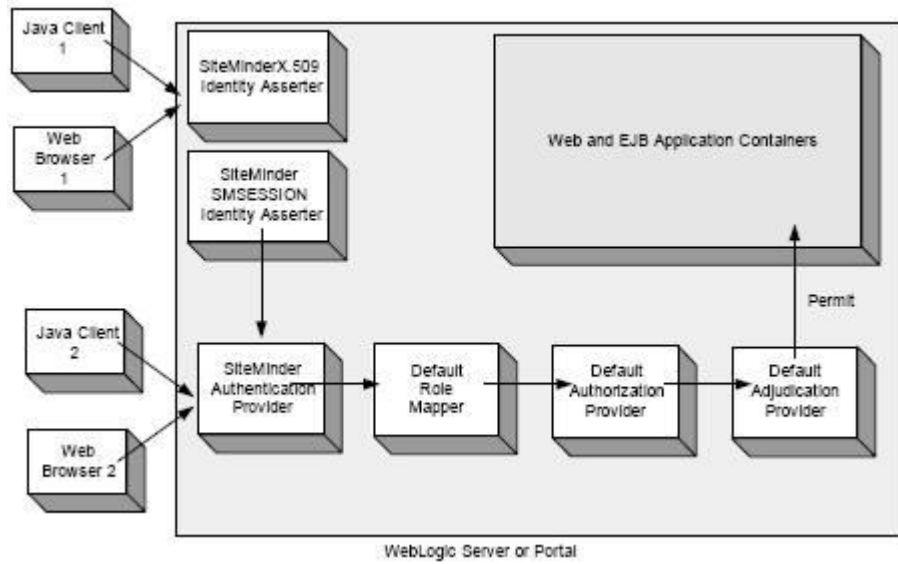 Java Client
1
Web
Browser
1
SiteMinderX.509
Identity Asserter
SiteMinder
SMSESSION
Identity Asserter
Web and EJB Application Containers
Permit
Java Client
2
Web
Browser 2
SiteMinder
Authentication
Provider
Default
Role
Mapper
Default
Authorization
Provider
Default
Adjudication
Provider
WebLogic Server or Portal